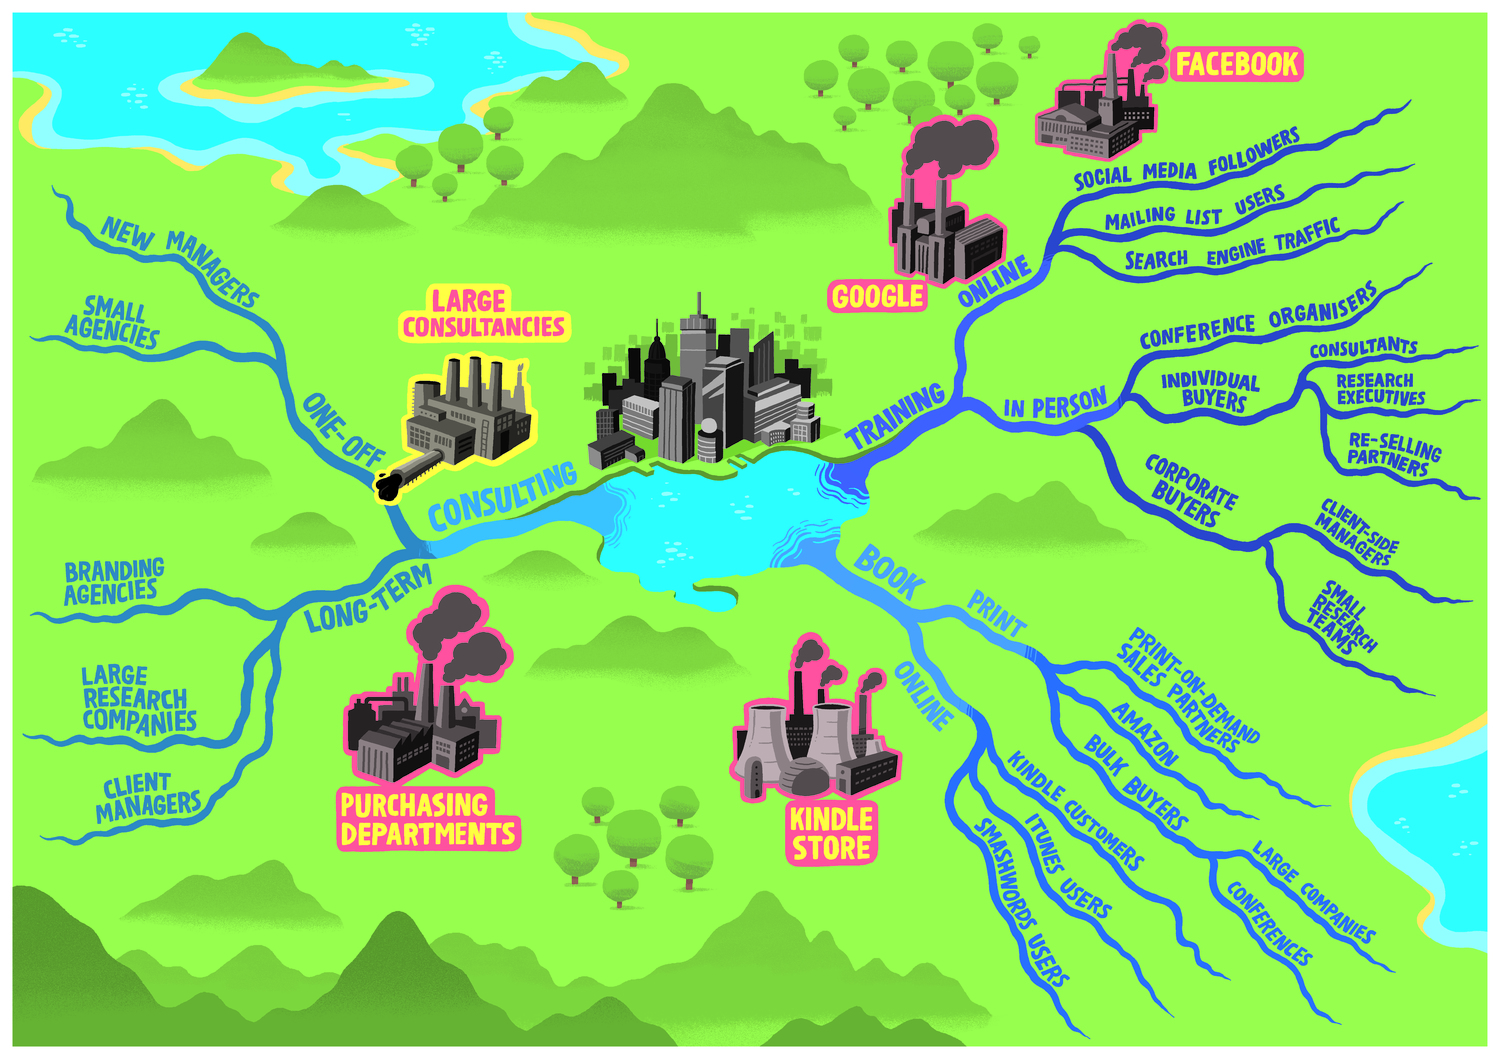 FACEBOOK
SOCIAL MEDIA FOLLOWERS
MAILING LIST USERS
SEARCH ENGINE TRAFFIC
GOOGLE
ONLINE
NEW MANAGERS
SMALL
AGENCIES
LARGE
CONSULTANCIES
ONE-OFF
CONSULTING
TRAINING
IN PERSON
CONFERENCE ORGANISERS
INDIVIDUAL
BUYERS
CONSULTANTS
RESEARCH
EXECUTIVES
RE-SELLING
PARTNERS
CORPORATE
BUYERS
CLIENT-SIDE
MANAGERS
SMALL
RESEARCH
TEAMS
BRANDING
AGENCIES
LONG-TERM
LARGE
RESEARCH
COMPANIES
CLIENT
MANAGERS
PURCHASING
DEPARTMENTS
BOOK
PRINT
ONLINE
PRINT-ON-DEMAND
SALES PARTNERS
AMAZON
BULK BUYERS
LARGE COMPANIES
CONFERENCES
KINDLE CUSTOMERS
ITUNES USERS
SMASHWORDS USERS
KINDLE
STORE